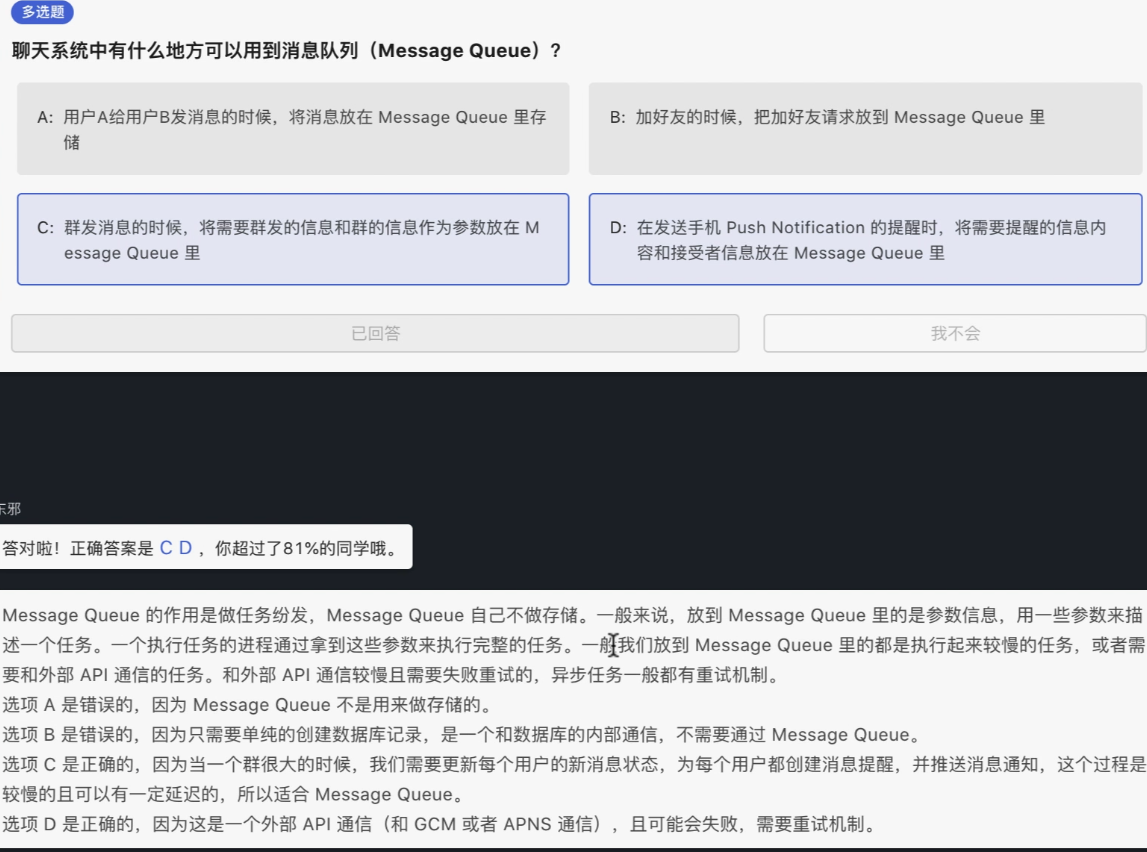 多选题
聊天系统中有什么地方可以用到消息队列（Message Queue）？
A: 用户A给用户B发消息的时候，将消息放在 Message Queue 里存
储
B: 加好友的时候，把加好友请求放到 Message Queue 里
C: 群发消息的时候，将需要群发的信息和群的信息作为参数放在 M
essage Queue 里
D: 在发送手机 Push Notification 的提醒时，将需要提醒的信息内
容和接受者信息放在 Message Queue 里
已回答
我不会
东邪
答对啦！正确答案是 C D ，你超过了81%的同学哦。
Message Queue 的作用是做任务纷发，Message Queue 自己不做存储。一般来说，放到 Message Queue 里的是参数信息，用一些参数来描
述一个任务。一个执行任务的进程通过拿到这些参数来执行完整的任务。一般我们放到 Message Queue 里的都是执行起来较慢的任务，或者需
要和外部 API 通信的任务。和外部 API 通信较慢且需要失败重试的，异步任务一般都有重试机制。
选项 A 是错误的，因为 Message Queue 不是用来做存储的。
选项 B 是错误的，因为只需要单纯的创建数据库记录，是一个和数据库的内部通信，不需要通过 Message Queue。
选项 C 是正确的，因为当一个群很大的时候，我们需要更新每个用户的新消息状态，为每个用户都创建消息提醒，并推送消息通知，这个过程是
较慢的且可以有一定延迟的，所以适合 Message Queue。
选项 D 是正确的，因为这是一个外部 API 通信（和 GCM 或者 APNS 通信），且可能会失败，需要重试机制。